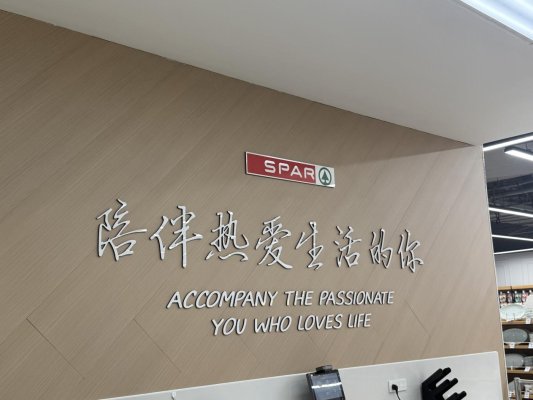 SPAR
陪伴热爱生活的你
ACCOMPANY THE PASSIONATE
YOU WHO LOVES LIFE